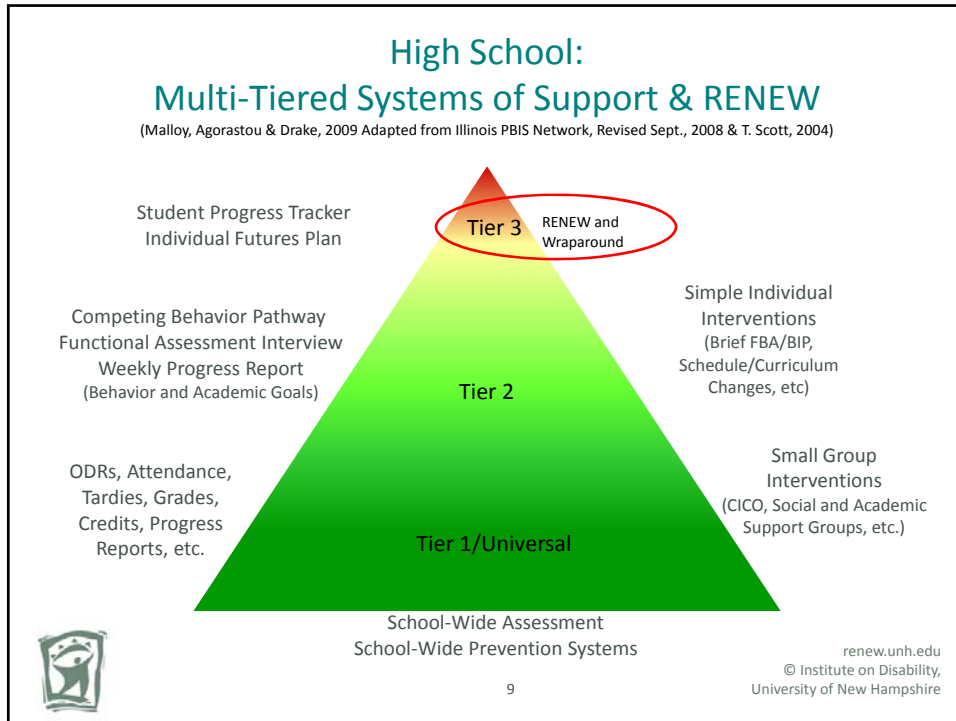 High School:
Multi-Tiered Systems of Support & RENEW
(Malloy, Agorastou & Drake, 2009 Adapted from Illinois PBIS Network, Revised Sept., 2008 & T. Scott, 2004)
Student Progress Tracker
Individual Futures Plan
Tier 3
RENEW and
Wraparound
Competing Behavior Pathway
Functional Assessment Interview
Weekly Progress Report
(Behavior and Academic Goals)
Simple Individual
Interventions
(Brief FBA/BIP,
Schedule/Curriculum
Changes, etc)
Tier 2
ODRs, Attendance,
Tardies, Grades,
Credits, Progress
Reports, etc.
Small Group
Interventions
(CICO, Social and Academic
Support Groups, etc.)
Tier 1/Universal
School-Wide Assessment
School-Wide Prevention Systems
9
renew.unh.edu
© Institute on Disability,
University of New Hampshire